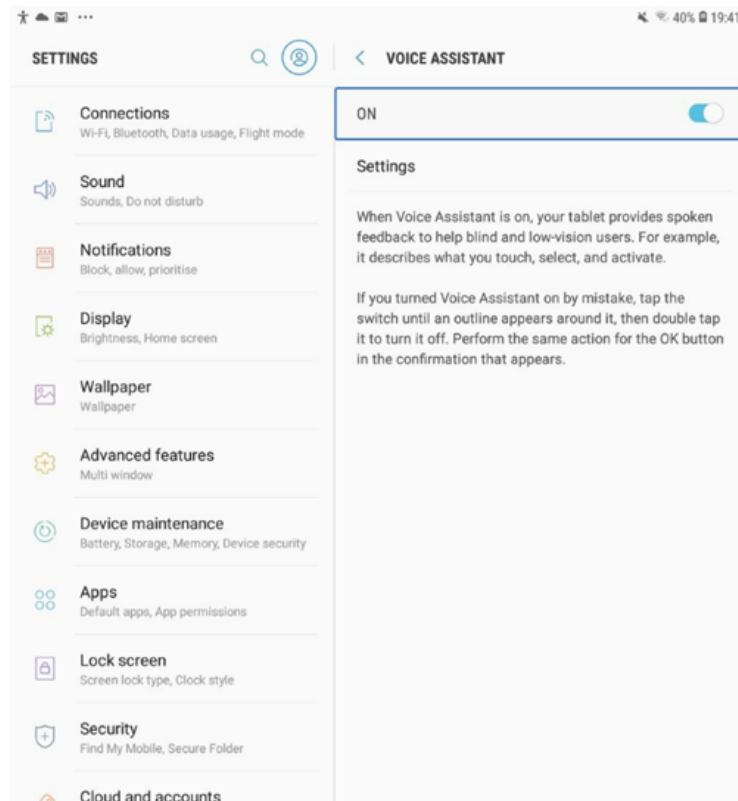 40% 19:41
SETTINGS
Connections
Wi-Fi, Bluetooth, Data usage, Flight mode
Sound
Sounds, Do not disturb
Notifications
Block, allow, prioritise
Display
Brightness, Home screen
Wallpaper
Wallpaper
Advanced features
Multi window
Device maintenance
Battery, Storage, Memory, Device security
Apps
Default apps, App permissions
Lock screen
Screen lock type, Clock style
Security
Find My Mobile, Secure Folder
Cloud and accounts
VOICE ASSISTANT
ON
Settings
When Voice Assistant is on, your tablet provides spoken
feedback to help blind and low-vision users. For example,
it describes what you touch, select, and activate.
If you turned Voice Assistant on by mistake, tap the
switch until an outline appears around it, then double tap
it to turn it off. Perform the same action for the OK button
in the confirmation that appears.